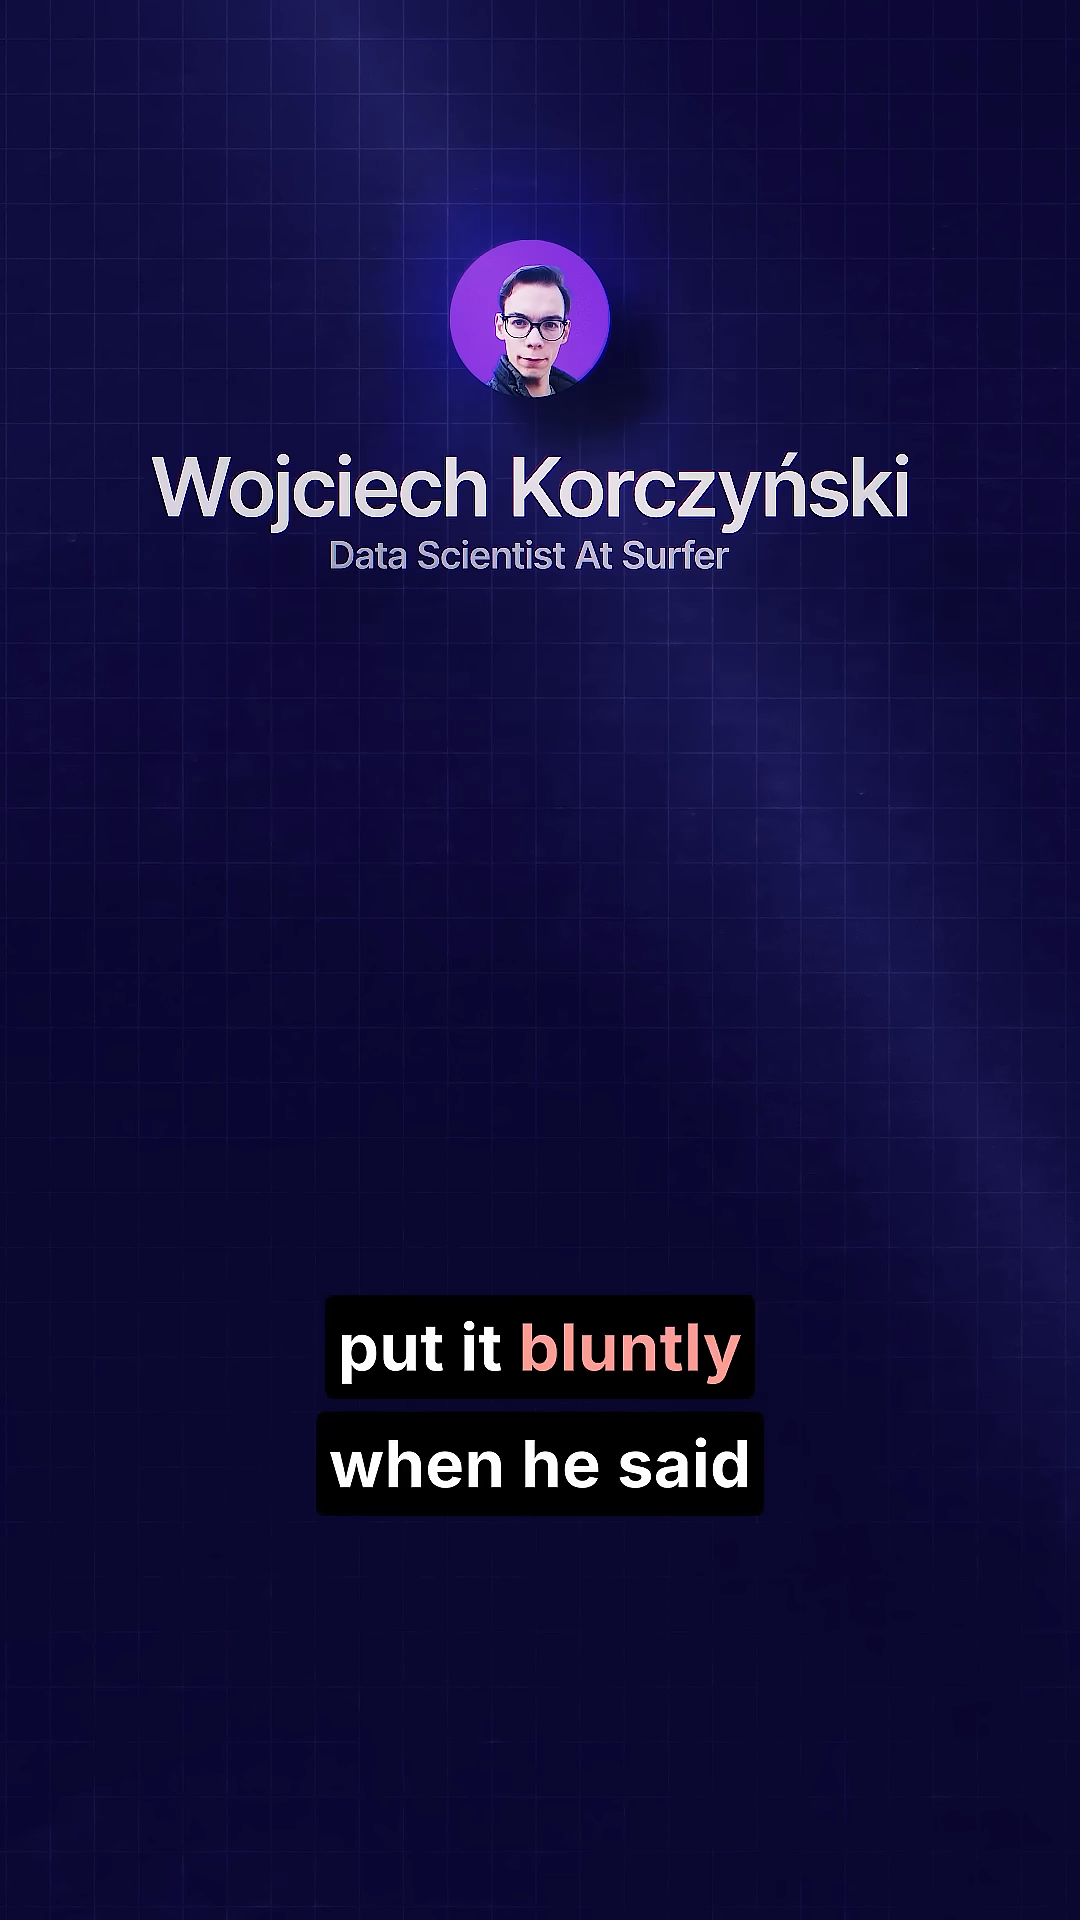 Wojciech Korczyński
Data Scientist At Surfer
put it bluntly
when he said